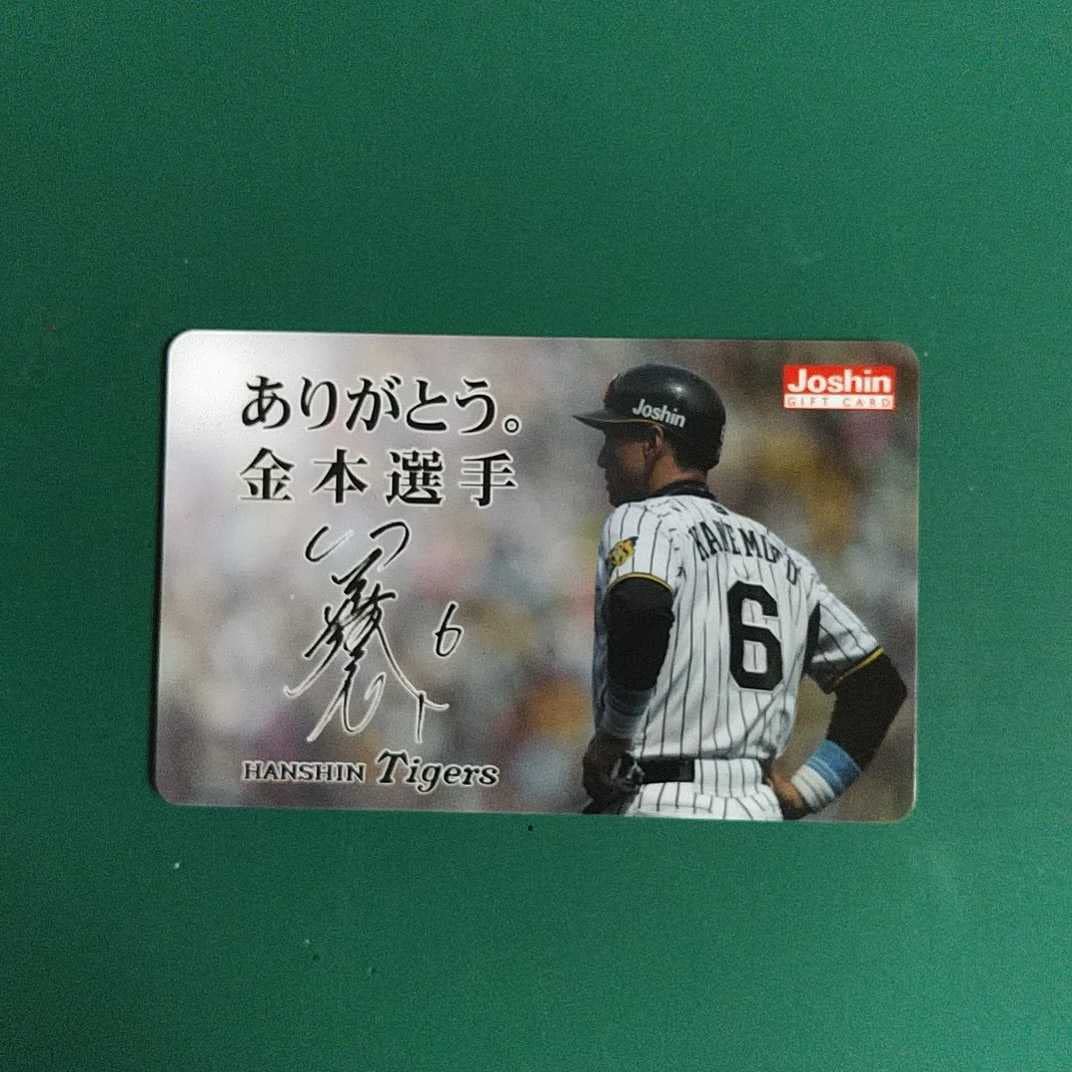 ありがとう。
金本選手
6
HANSHIN Tigers
Joshin
GIFT CARD
Joshin
KANEMOTO
6